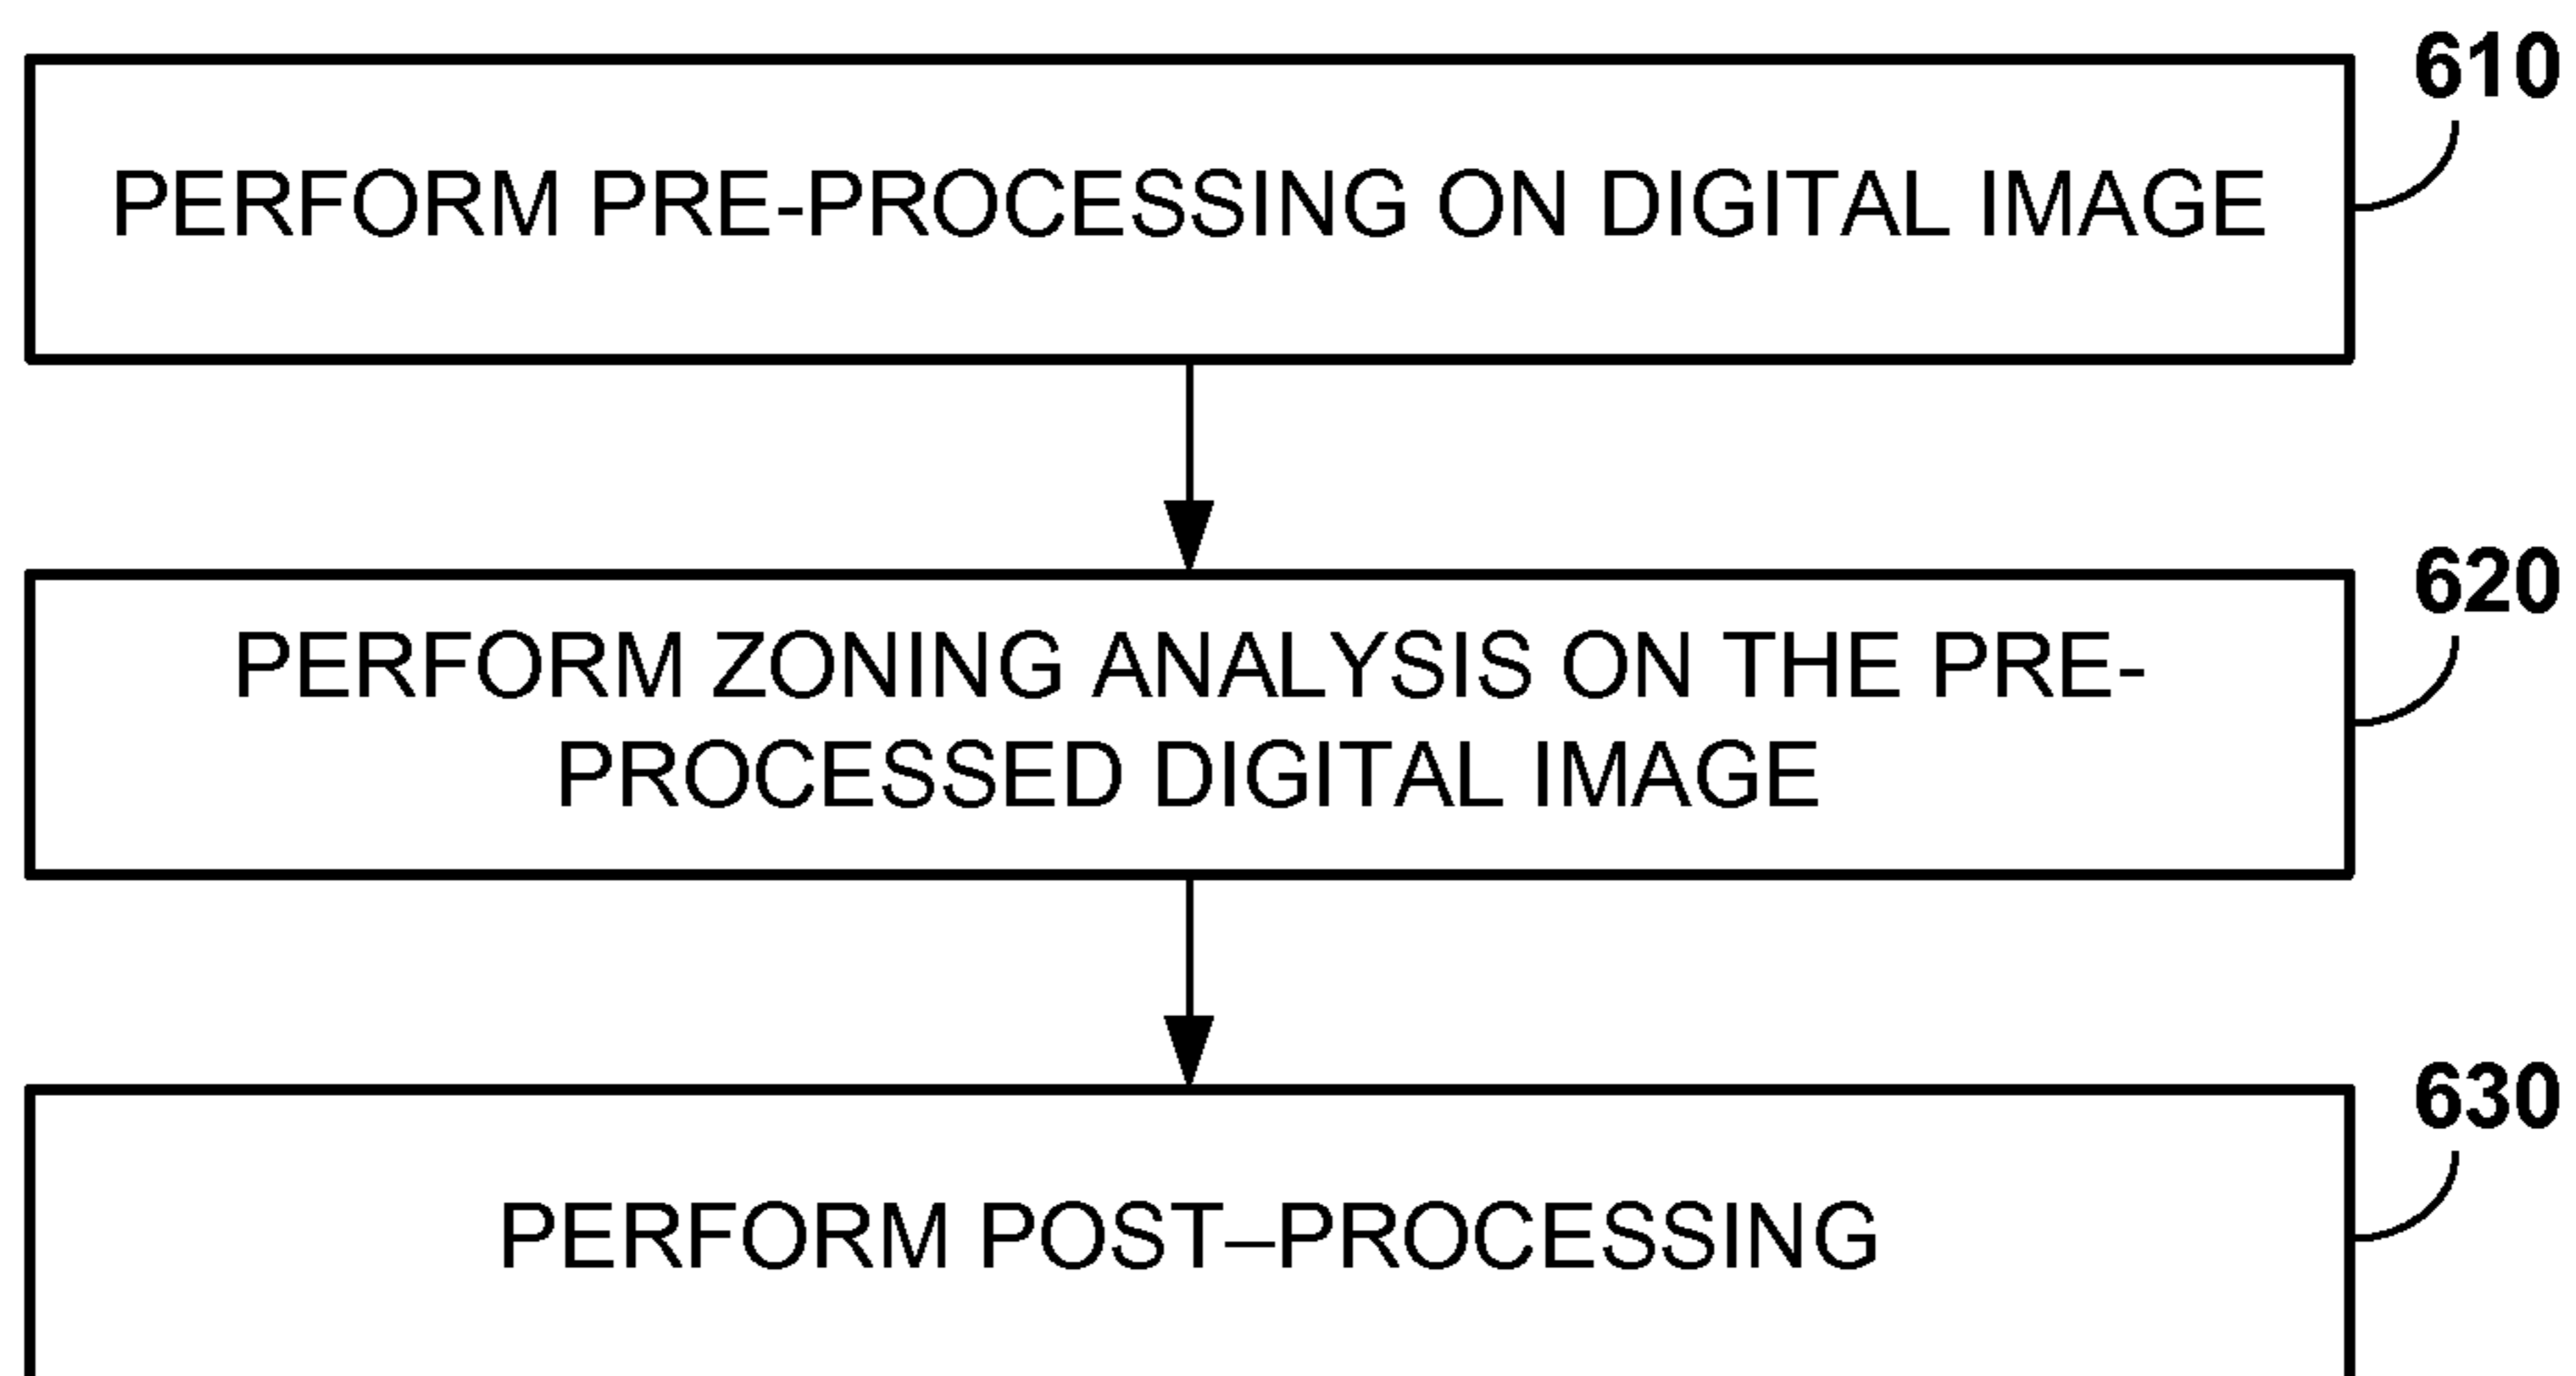 610
PERFORM PRE-PROCESSING ON DIGITAL IMAGE
620
PERFORM ZONING ANALYSIS ON THE PRE-
PROCESSED DIGITAL IMAGE
630
PERFORM POST–PROCESSING